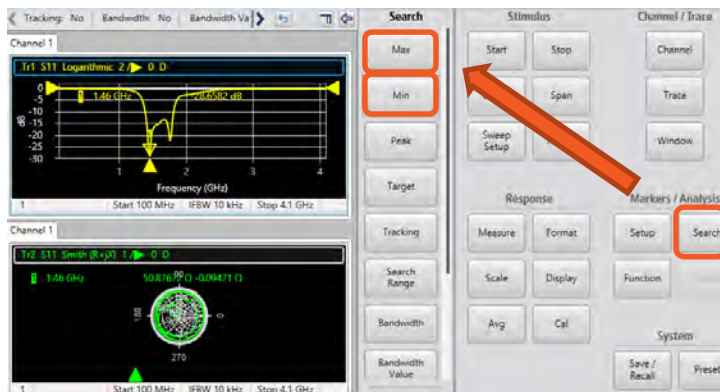 Tracking: No Bandwidth: No Bandwidth Va
Channel 1
Tr1 S11 Logarithmic 2 / 0 D
1 1.46 GHz -28.6582 dB
0
-5
-10
-15
-20
-25
-30
dB
1 2 3 4
Frequency (GHz)
1 Start 100 MHz IFBW 10 kHz Stop 4.1 GHz
Channel 1
Tr2 S11 Smith (R+jX) 1 / 0 D
1 1.46 GHz 50.87672 Ω -0.09471 Ω
90
180 0
270
1 Start 100 MHz IFBW 10 kHz Stop 4.1 GHz
Search
Max
Min
Peak
Target
Tracking
Search Range
Bandwidth
Bandwidth Value
Stimulus
Start Stop
Span
Sweep Setup
Channel / Trace
Channel
Trace
Window
Response
Measure Format
Scale Display
Avg Cal
Markers / Analysis
Setup Search
Function
System
Save / Recall Preset